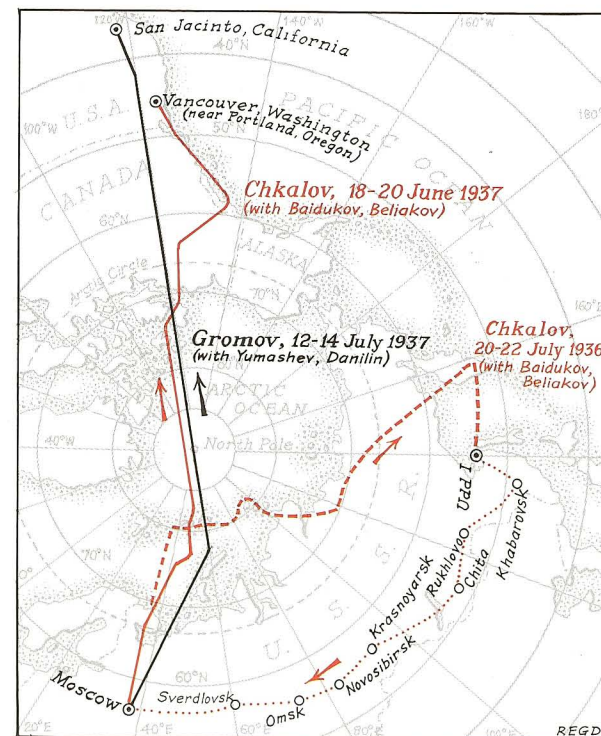 120°W
140°W
160°W
San Jacinto, California
40°N
180°
Vancouver, Washington
(near Portland, Oregon)
100°W
U.S.A.
PACIFIC OCEAN
50°N
CANADA
Chkalov, 18-20 June 1937
(with Baidukov, Beliakov)
60°N
ALASKA
Arctic Circle
70°N
160°E
Gromov, 12-14 July 1937
(with Yumashev, Danilin)
Chkalov,
20-22 July 1936
(with Baidukov,
Beliakov)
ARCTIC
OCEAN
40°W
North Pole
Udd I
Khabarovsk
Rukhlovo
Chita
70°N
U.S.S.R.
Krasnoyarsk
Novosibirsk
60°N
Moscow
Sverdlovsk
Omsk
20°E
40°E
60°E
80°E
100°E
REGD